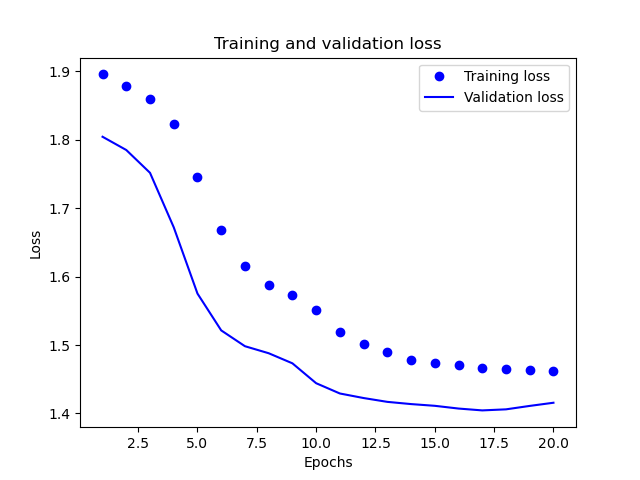 Training and validation loss
Training loss
Validation loss
1.9
1.8
1.7
1.6
1.5
1.4
Loss
2.5 5.0 7.5 10.0 12.5 15.0 17.5 20.0
Epochs